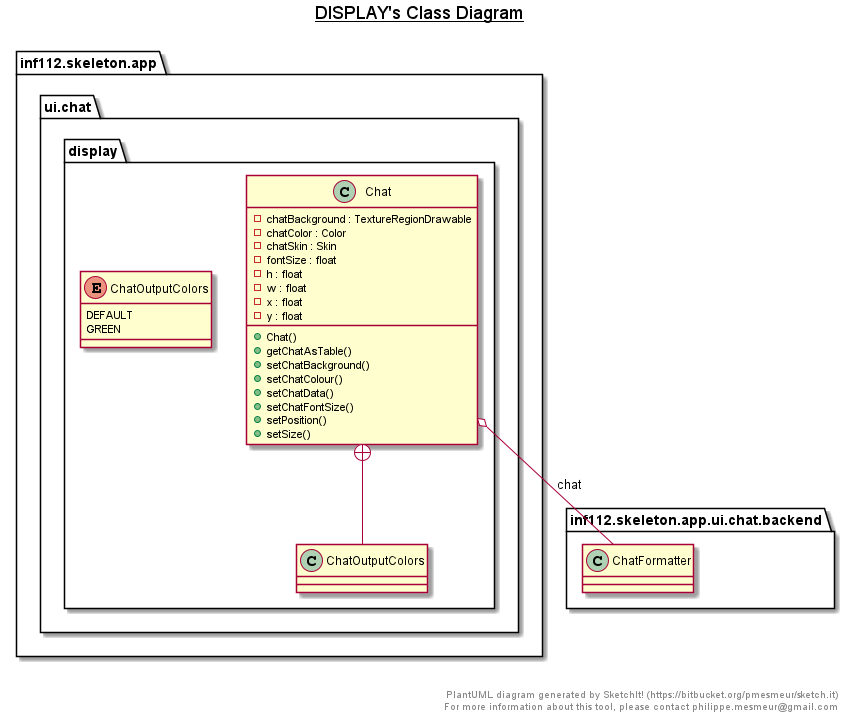 DISPLAY's Class Diagram
inf112.skeleton.app
ui.chat
display
C Chat
chatBackground : TextureRegionDrawable
chatColor : Color
chatSkin : Skin
fontSize : float
h : float
w : float
x : float
y : float
Chat()
getChatAsTable()
setChatBackground()
setChatColour()
setChatData()
setChatFontSize()
setPosition()
setSize()
E ChatOutputColors
DEFAULT
GREEN
chat
inf112.skeleton.app.ui.chat.backend
C ChatOutputColors
C ChatFormatter
PlantUML diagram generated by SketchIt! (https://bitbucket.org/pmesmeur/sketch.it)
For more information about this tool, please contact philippe.mesmeur@gmail.com